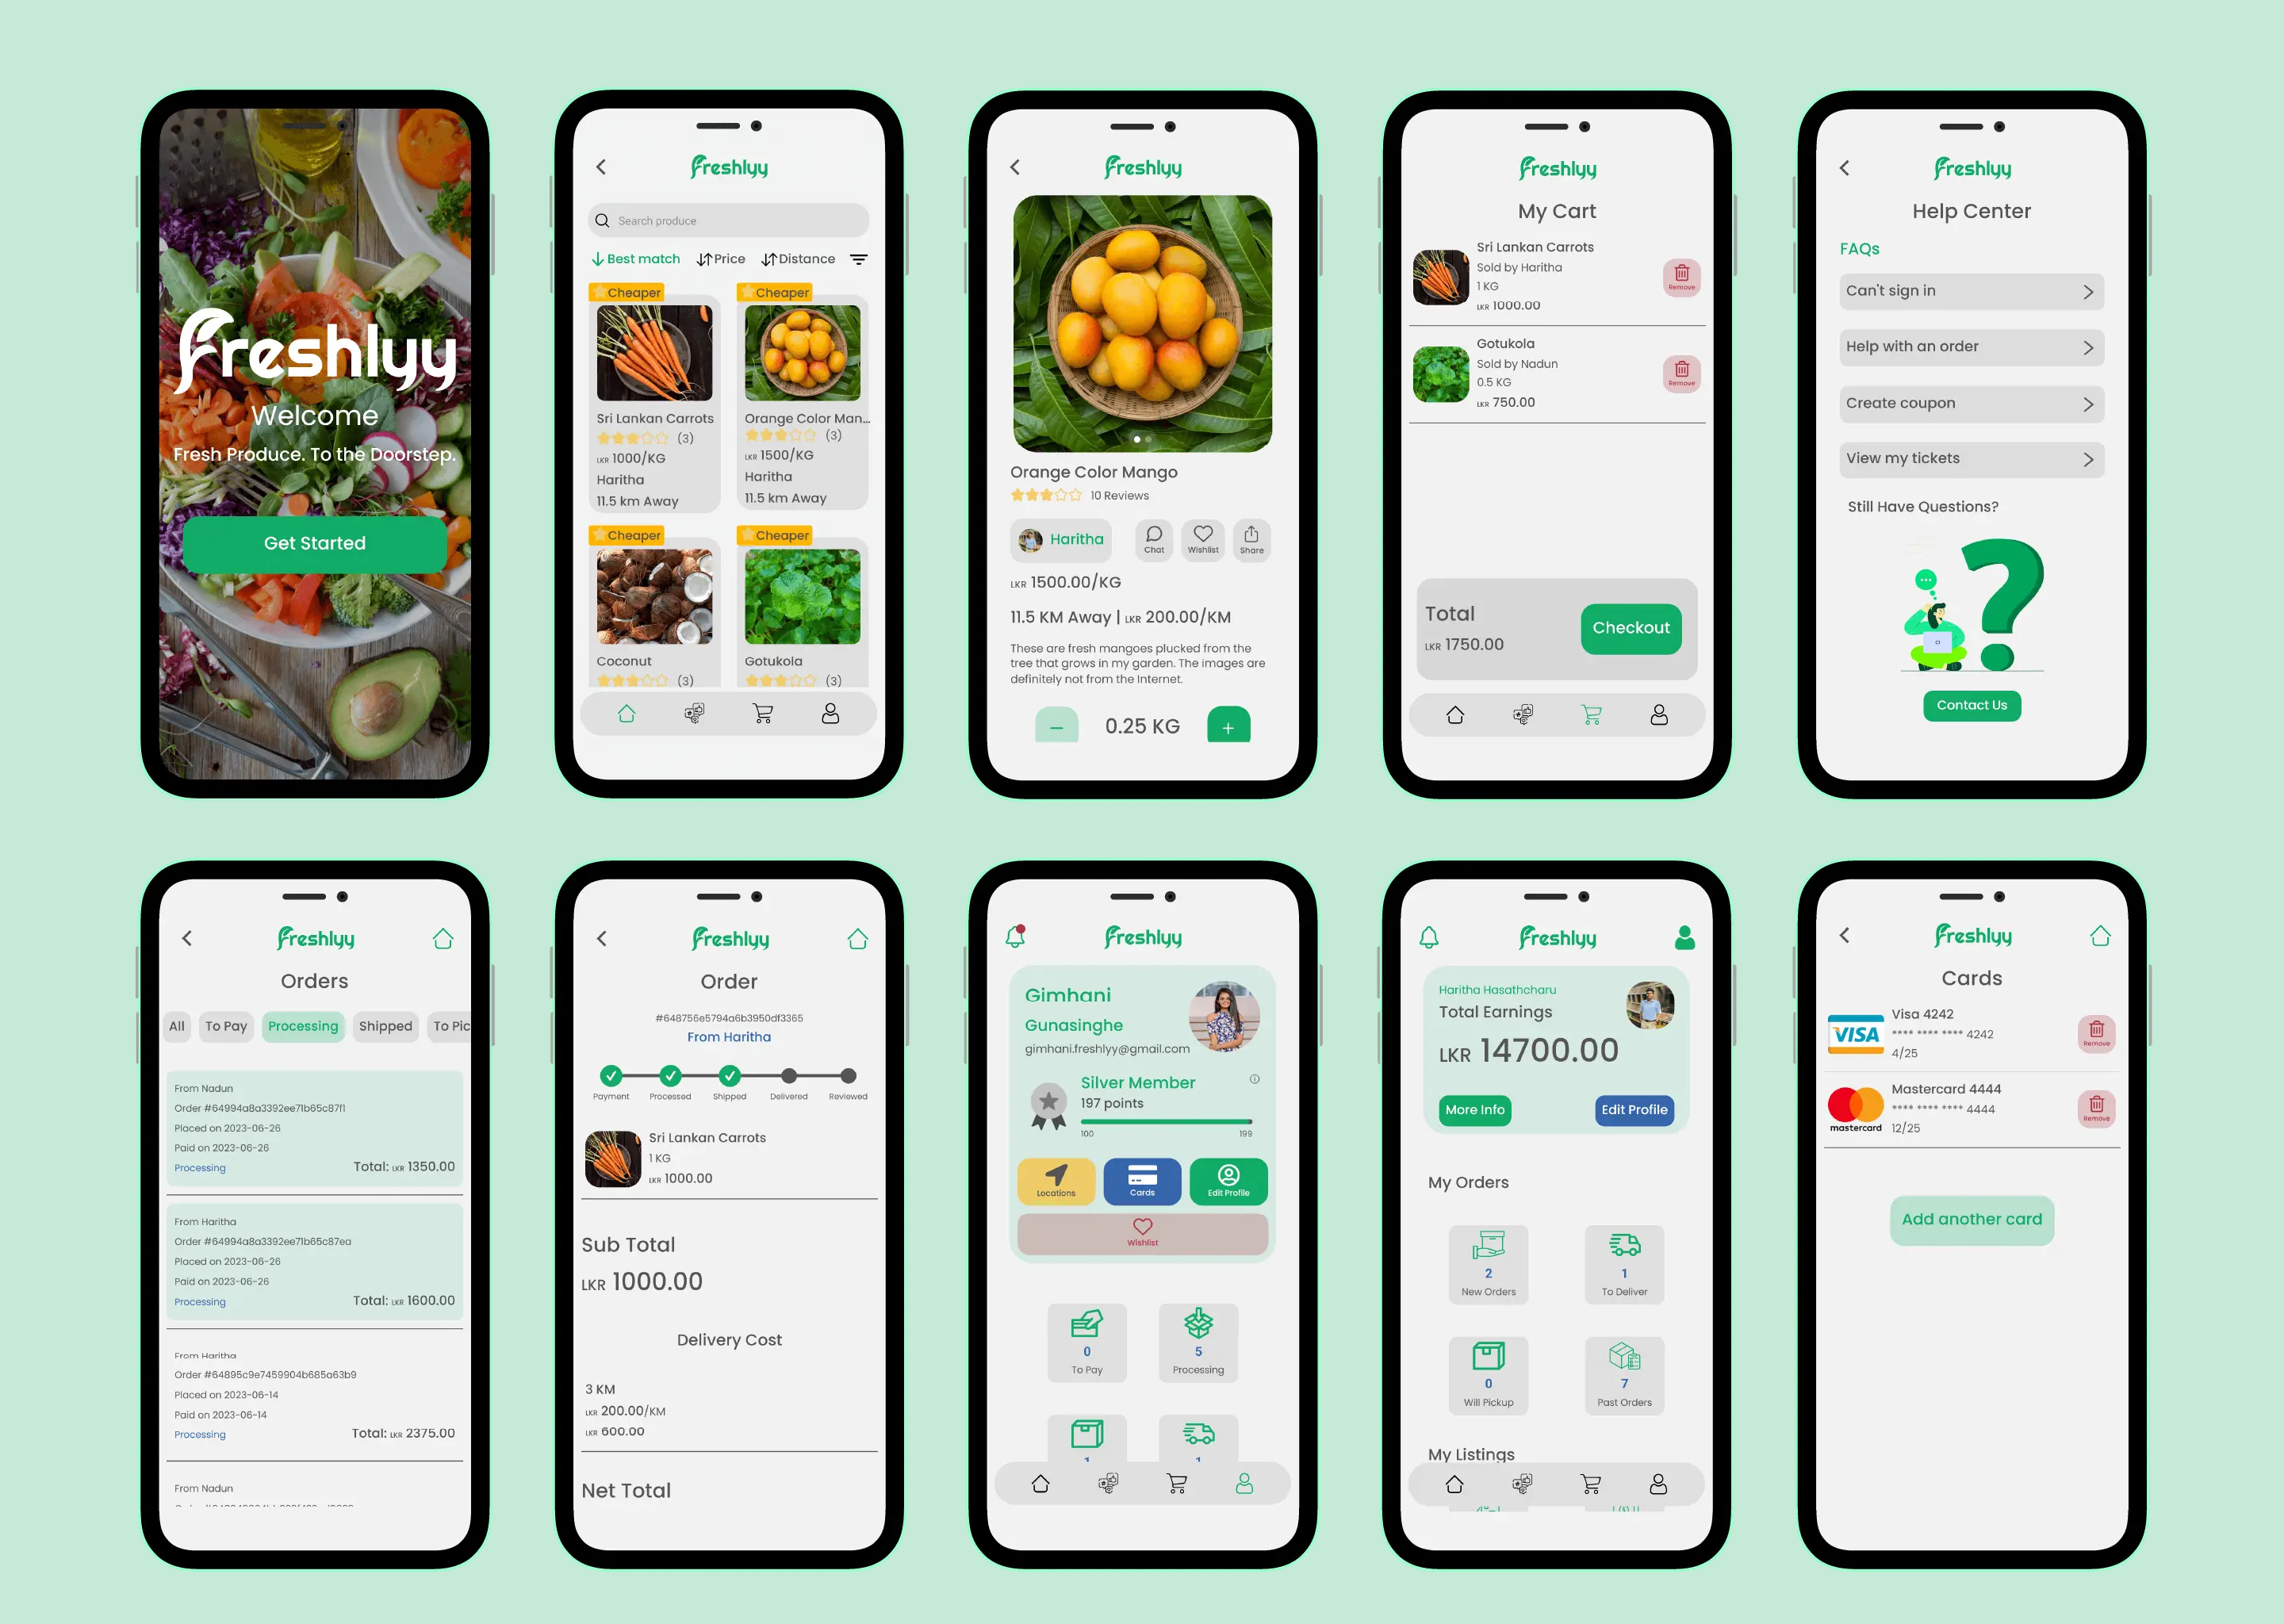 freshlyy
Welcome
Fresh Produce. To the Doorstep.
Get Started
freshlyy
Search produce
Best match
Price
Distance
Cheaper
Cheaper
Sri Lankan Carrots
(3)
LKR 1000/KG
Haritha
11.5 km Away
Orange Color Man...
(3)
LKR 1500/KG
Haritha
11.5 km Away
Cheaper
Cheaper
Coconut
(3)
Gotukola
(3)
freshlyy
Orange Color Mango
10 Reviews
Haritha
Chat
Wishlist
Share
LKR 1500.00/KG
11.5 KM Away | LKR 200.00/KM
These are fresh mangoes plucked from the
tree that grows in my garden. The images are
definitely not from the Internet.
0.25 KG
freshlyy
My Cart
Sri Lankan Carrots
Sold by Haritha
1 KG
LKR 1000.00
Remove
Gotukola
Sold by Nadun
0.5 KG
LKR 750.00
Remove
Total
LKR 1750.00
Checkout
freshlyy
Help Center
FAQs
Can't sign in
Help with an order
Create coupon
View my tickets
Still Have Questions?
Contact Us
freshlyy
Orders
All
To Pay
Processing
Shipped
To Pic
From Nadun
Order #64994a8a3392ee71b65c87f1
Placed on 2023-06-26
Paid on 2023-06-26
Processing
Total: LKR 1350.00
From Haritha
Order #64994a8a3392ee71b65c87ea
Placed on 2023-06-26
Paid on 2023-06-26
Processing
Total: LKR 1600.00
From Haritha
Order #64895c9e7459904b685a63b9
Placed on 2023-06-14
Paid on 2023-06-14
Processing
Total: LKR 2375.00
From Nadun
freshlyy
Order
#648756e5794a6b3950df3365
From Haritha
Payment
Processed
Shipped
Delivered
Reviewed
Sri Lankan Carrots
1 KG
LKR 1000.00
Sub Total
LKR 1000.00
Delivery Cost
3 KM
LKR 200.00/KM
LKR 600.00
Net Total
freshlyy
Gimhani
Gunasinghe
gimhani.freshlyy@gmail.com
Silver Member
197 points
100
199
Locations
Cards
Edit Profile
Wishlist
0
To Pay
5
Processing
1
1
freshlyy
Haritha Hasathcharu
Total Earnings
LKR 14700.00
More Info
Edit Profile
My Orders
2
New Orders
1
To Deliver
0
Will Pickup
7
Past Orders
My Listings
freshlyy
Cards
VISA
Visa 4242
**** **** **** 4242
4/25
Remove
mastercard
Mastercard 4444
**** **** **** 4444
12/25
Remove
Add another card